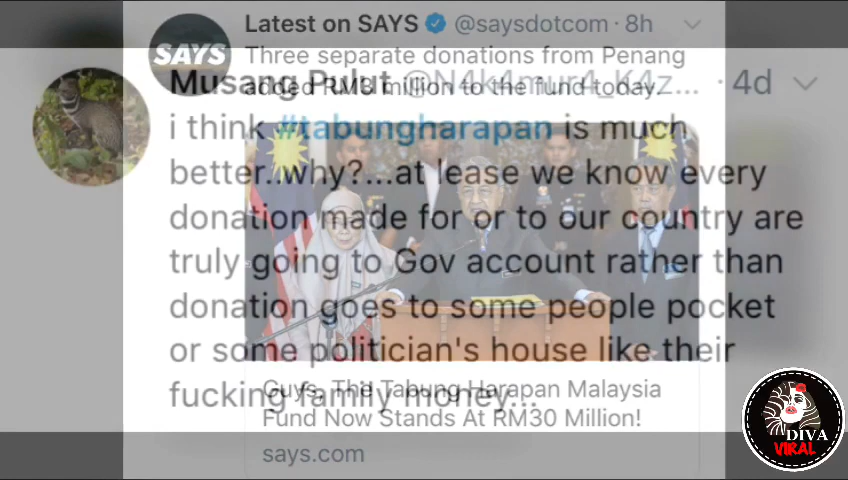 Latest on SAYS @saysdotcom · 8h
SAYS
Three separate donations from Penang
added RM3 million to the fund today.
Musang Pulut @N4k4mur4_K4z... · 4d
i think #tabungharapan is much
better..why?...at lease we know every
donation made for or to our country are
truly going to Gov account rather than
donation goes to some people pocket
or some politician's house like their
fucking family money...
Guys, The Tabung Harapan Malaysia
Fund Now Stands At RM30 Million!
says.com
DIVA
VIRAL